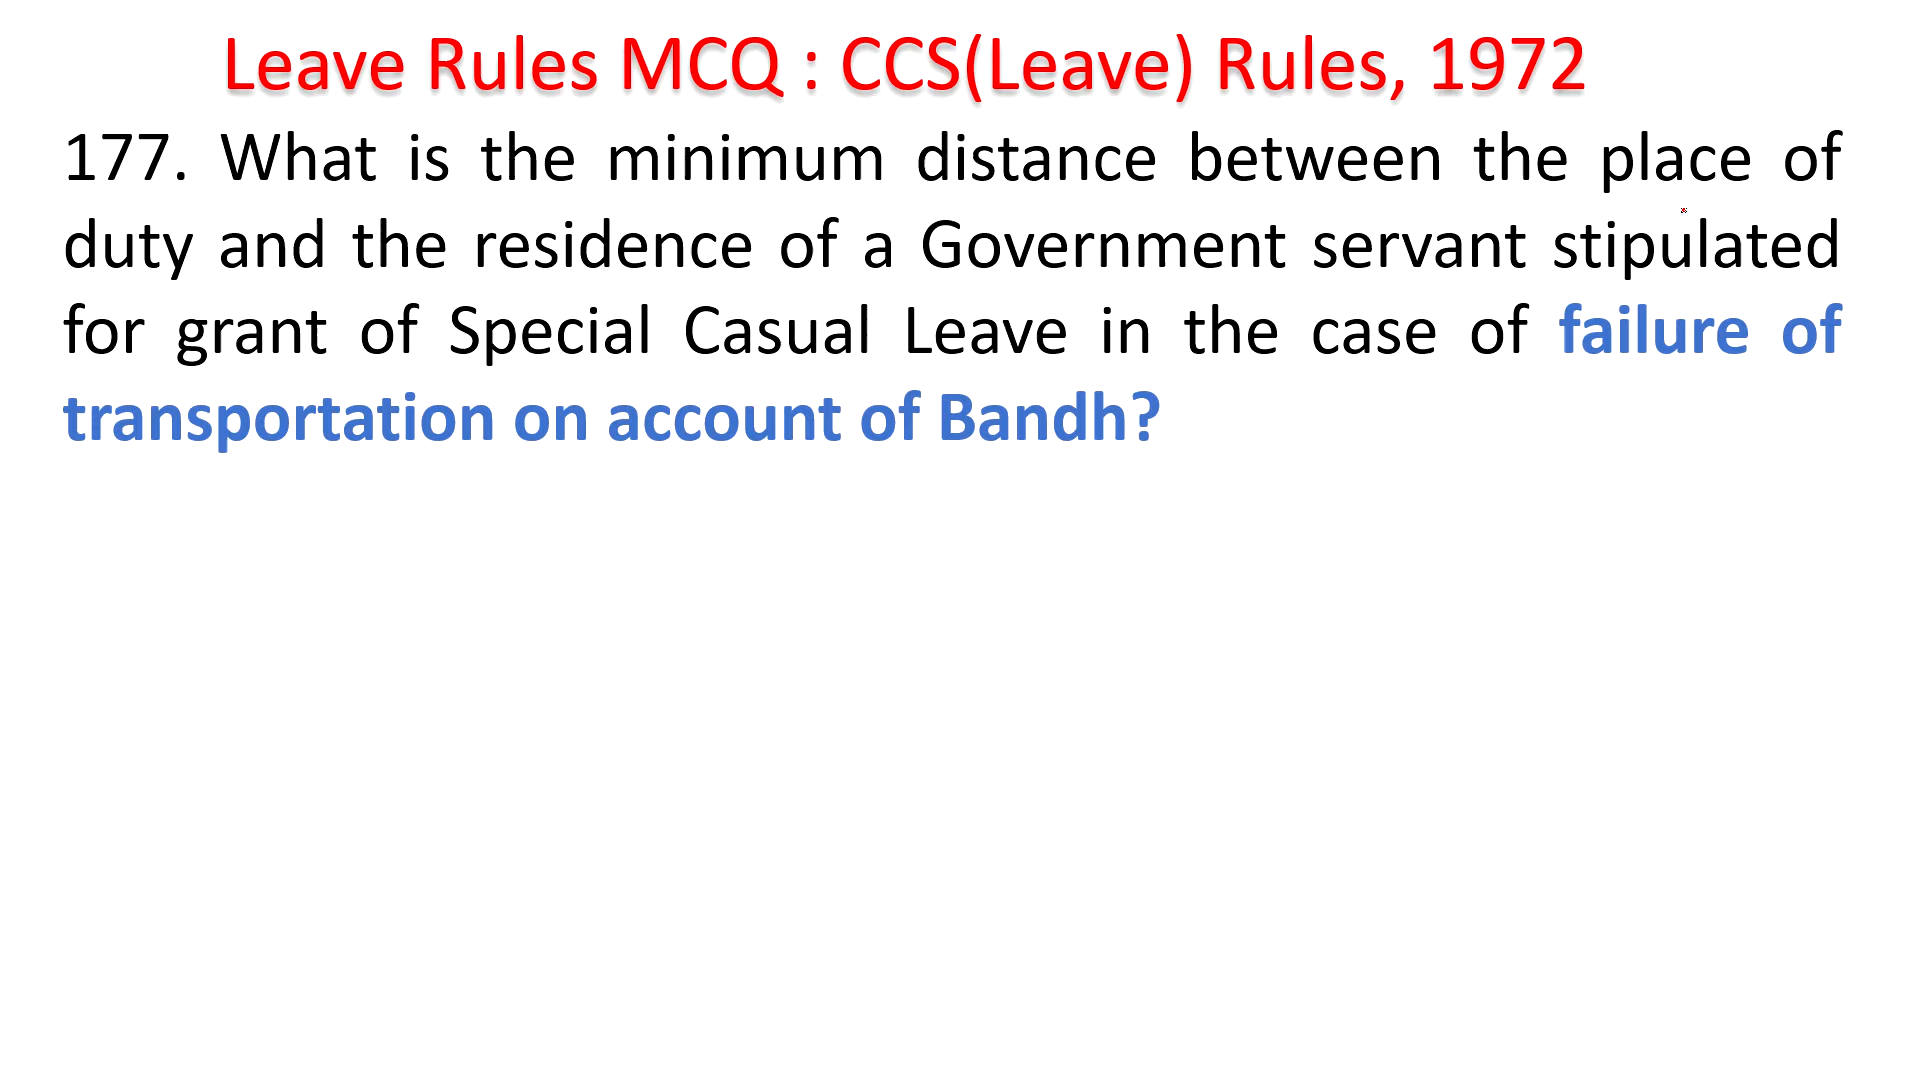 Leave Rules MCQ : CCS(Leave) Rules, 1972
177. What is the minimum distance between the place of
duty and the residence of a Government servant stipulated
for grant of Special Casual Leave in the case of failure of
transportation on account of Bandh?